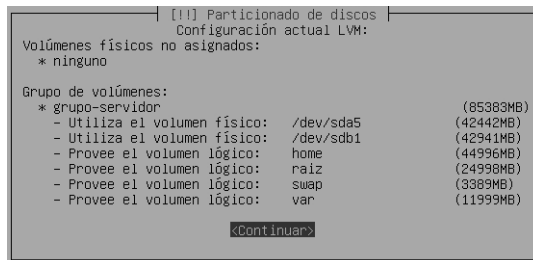 [!!] Particionado de discos
Configuración actual LVM:
Volúmenes físicos no asignados:
* ninguno
Grupo de volúmenes:
* grupo-servidor (85383MB)
- Utiliza el volumen físico: /dev/sda5 (42442MB)
- Utiliza el volumen físico: /dev/sdb1 (42941MB)
- Provee el volumen lógico: home (44996MB)
- Provee el volumen lógico: raiz (24998MB)
- Provee el volumen lógico: swap (3389MB)
- Provee el volumen lógico: var (11999MB)
<Continuar>